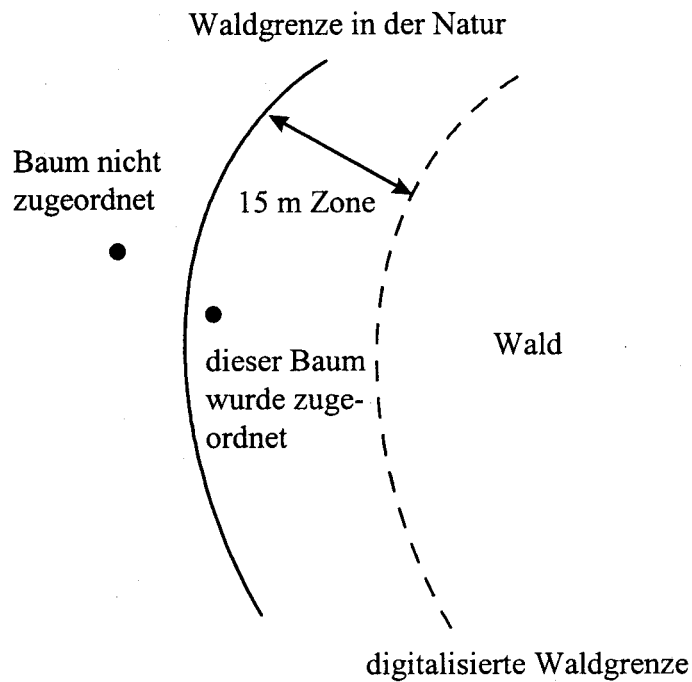 Waldgrenze in der Natur
Baum nicht
zugeordnet
15 m Zone
dieser Baum
wurde zuge-
ordnet
Wald
digitalisierte Waldgrenze